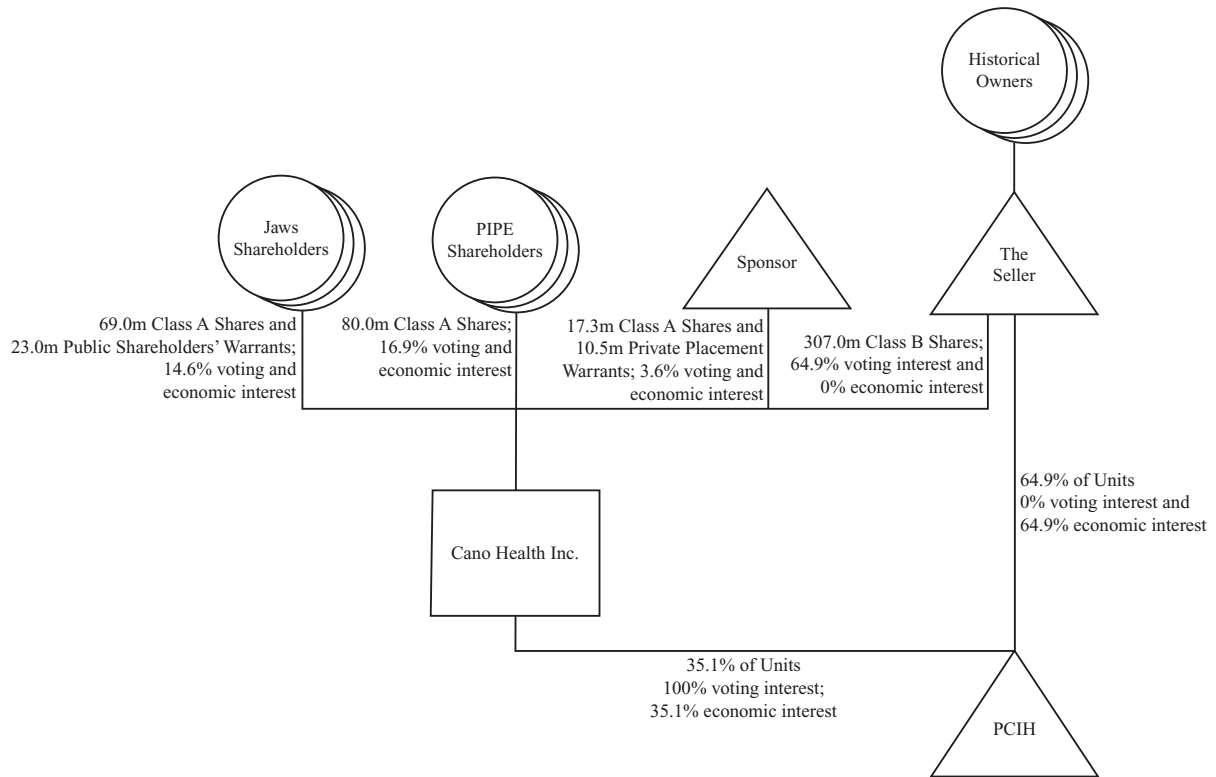 Historical
Owners
Jaws
Shareholders
PIPE
Shareholders
Sponsor
The
Seller
69.0m Class A Shares and
23.0m Public Shareholders’ Warrants;
14.6% voting and
economic interest
80.0m Class A Shares;
16.9% voting and
economic interest
17.3m Class A Shares and
10.5m Private Placement
Warrants; 3.6% voting and
economic interest
307.0m Class B Shares;
64.9% voting interest and
0% economic interest
64.9% of Units
0% voting interest and
64.9% economic interest
Cano Health Inc.
35.1% of Units
100% voting interest;
35.1% economic interest
PCIH